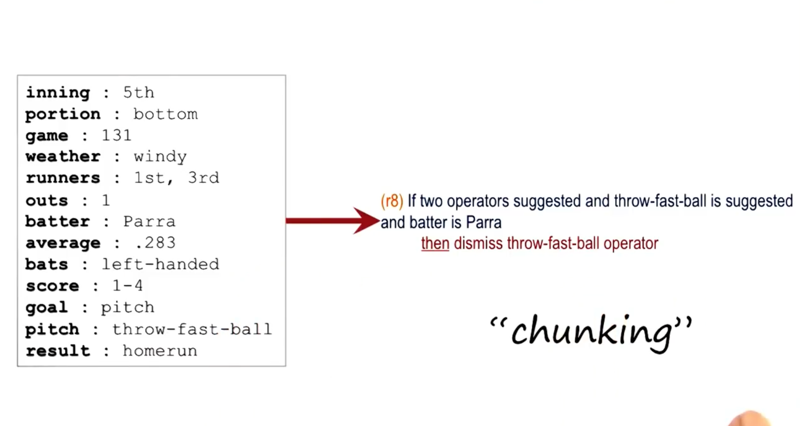 inning : 5th
portion : bottom
game : 131
weather : windy
runners : 1st, 3rd
outs : 1
batter : Parra
average : .283
bats : left-handed
score : 1-4
goal : pitch
pitch : throw-fast-ball
result : homerun
(r8) If two operators suggested and throw-fast-ball is suggested
and batter is Parra
then dismiss throw-fast-ball operator
“chunking”